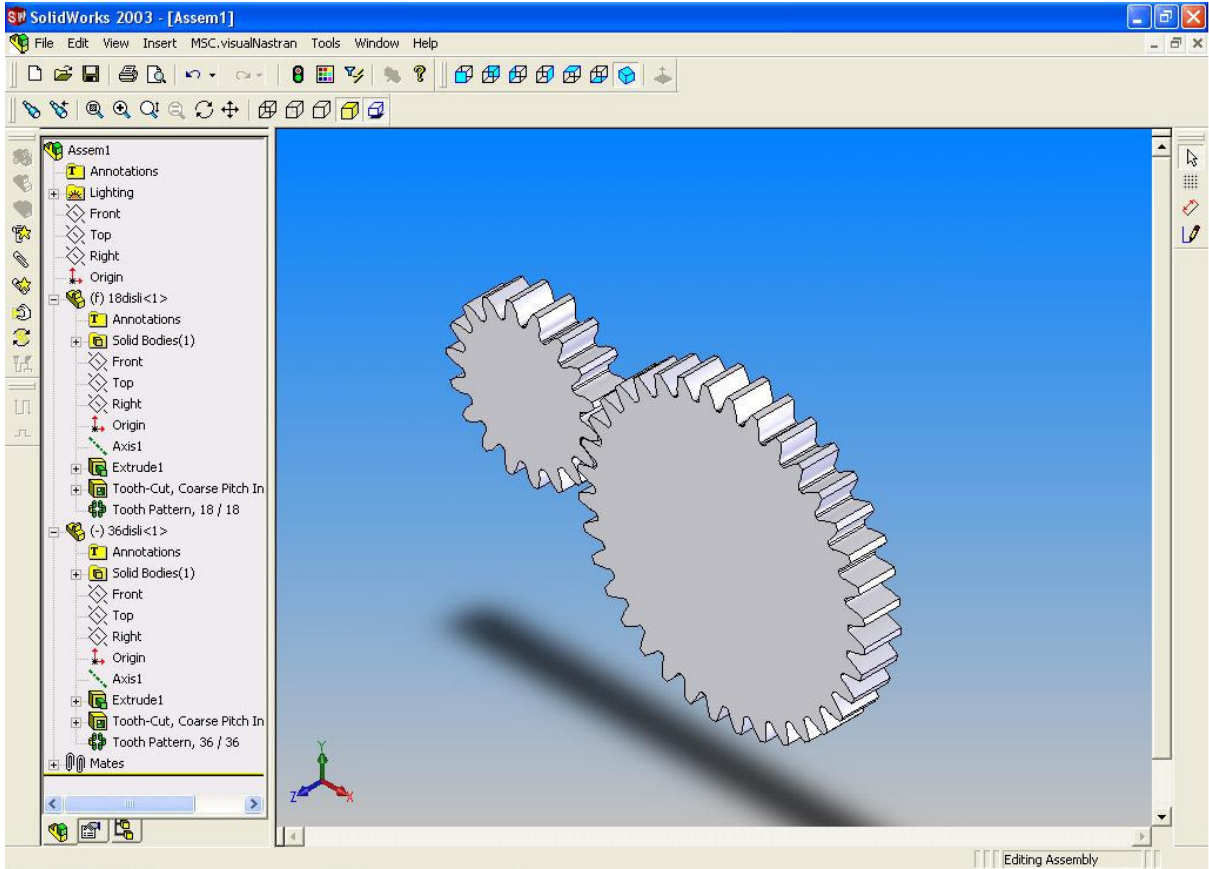 SolidWorks 2003 - [Assem1]
File Edit View Insert MSC.visualNastran Tools Window Help
Assem1
Annotations
Lighting
Front
Top
Right
Origin
(f) 18disli<1>
Annotations
Solid Bodies(1)
Front
Top
Right
Origin
Axis1
Extrude1
Tooth-Cut, Coarse Pitch In
Tooth Pattern, 18 / 18
(-) 36disli<1>
Annotations
Solid Bodies(1)
Front
Top
Right
Origin
Axis1
Extrude1
Tooth-Cut, Coarse Pitch In
Tooth Pattern, 36 / 36
Mates
Y
Z
X
Editing Assembly